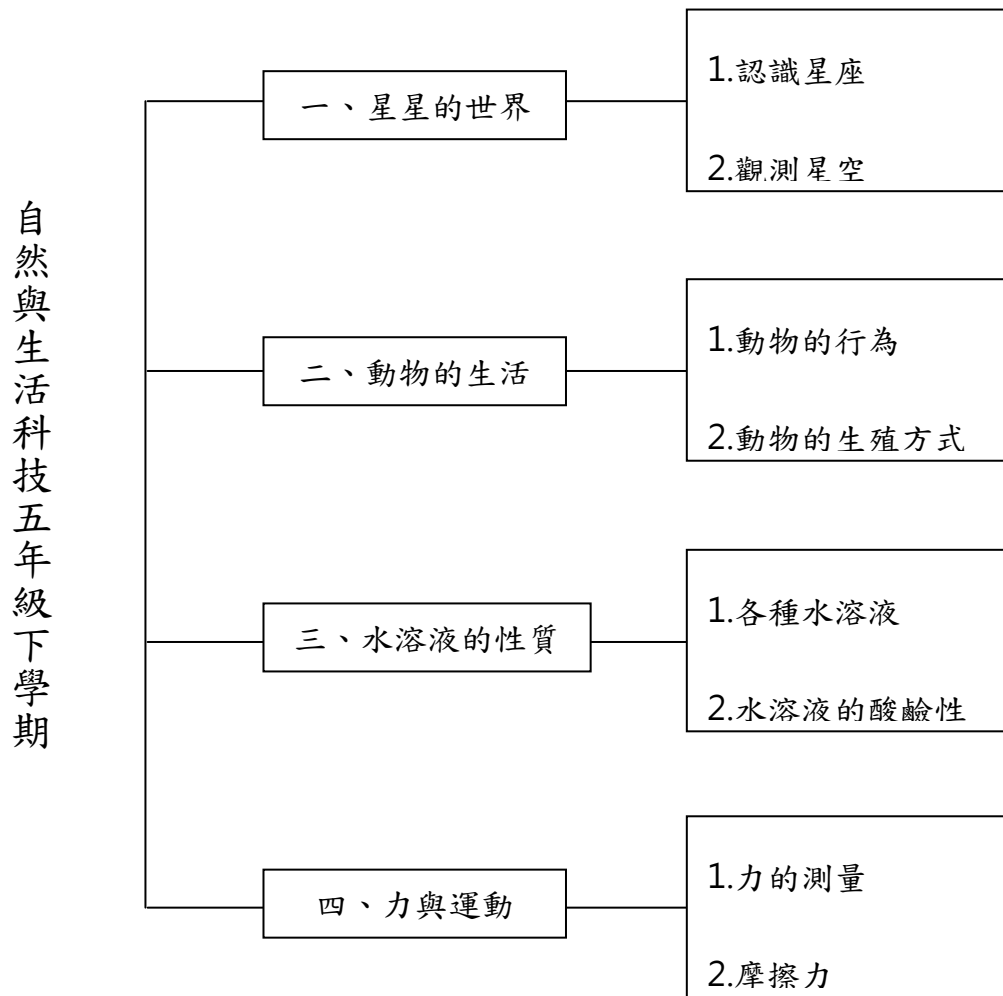 自然與生活科技五年級下學期
一、星星的世界
1.認識星座
2.觀測星空
二、動物的生活
1.動物的行為
2.動物的生殖方式
三、水溶液的性質
1.各種水溶液
2.水溶液的酸鹼性
四、力與運動
1.力的測量
2.摩擦力